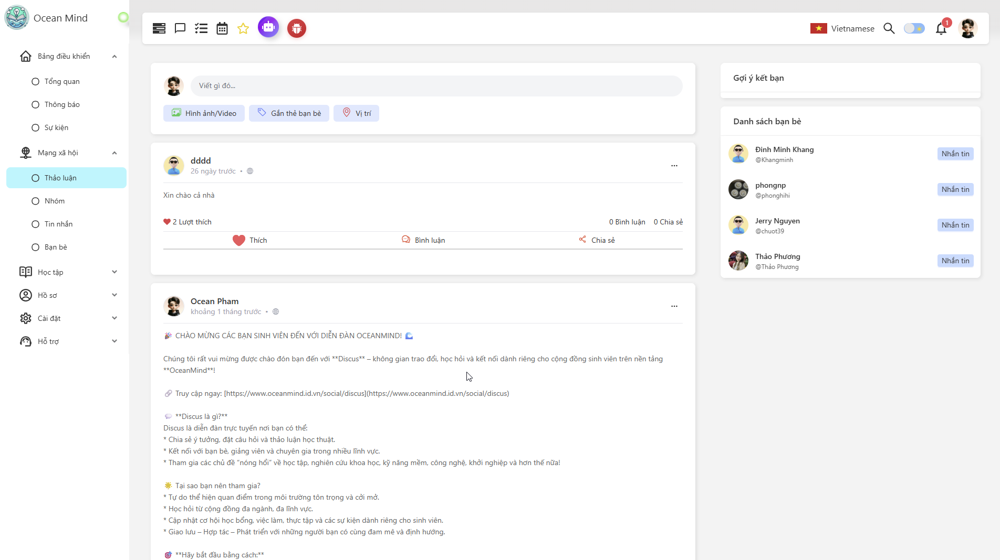 Ocean Mind
Bảng điều khiển
Tổng quan
Thông báo
Sự kiện
Mạng xã hội
Thảo luận
Nhóm
Tin nhắn
Bạn bè
Học tập
Hồ sơ
Cài đặt
Hỗ trợ
Vietnamese
1
Viết gì đó...
Hình ảnh/Video
Gắn thẻ bạn bè
Vị trí
dddd
26 ngày trước •
Xin chào cả nhà
2 Lượt thích
0 Bình luận 0 Chia sẻ
Thích
Bình luận
Chia sẻ
Ocean Pham
khoảng 1 tháng trước •
🎉 CHÀO MỪNG CÁC BẠN SINH VIÊN ĐẾN VỚI DIỄN ĐÀN OCEANMIND! 🌊
Chúng tôi rất vui mừng được chào đón bạn đến với **Discus** – không gian trao đổi, học hỏi và kết nối dành riêng cho cộng đồng sinh viên trên nền tảng
**OceanMind**!
🔗 Truy cập ngay: [https://www.oceanmind.id.vn/social/discus](https://www.oceanmind.id.vn/social/discus)
💬 **Discus là gì?**
Discus là diễn đàn trực tuyến nơi bạn có thể:
* Chia sẻ ý tưởng, đặt câu hỏi và thảo luận học thuật.
* Kết nối với bạn bè, giảng viên và chuyên gia trong nhiều lĩnh vực.
* Tham gia các chủ đề “nóng hổi” về học tập, nghiên cứu khoa học, kỹ năng mềm, công nghệ, khởi nghiệp và hơn thế nữa!
🌟 Tại sao bạn nên tham gia?
* Tự do thể hiện quan điểm trong môi trường tôn trọng và cởi mở.
* Học hỏi từ cộng đồng đa ngành, đa lĩnh vực.
* Cập nhật cơ hội học bổng, việc làm, thực tập và các sự kiện dành riêng cho sinh viên.
* Giao lưu – Hợp tác – Phát triển với những người bạn có cùng đam mê và định hướng.
🎯 **Hãy bắt đầu bằng cách:**
Gợi ý kết bạn
Danh sách bạn bè
Đinh Minh Khang
@Khangminh
Nhắn tin
phongnp
@phonghihi
Nhắn tin
Jerry Nguyen
@chuot39
Nhắn tin
Thảo Phương
@Thảo Phương
Nhắn tin